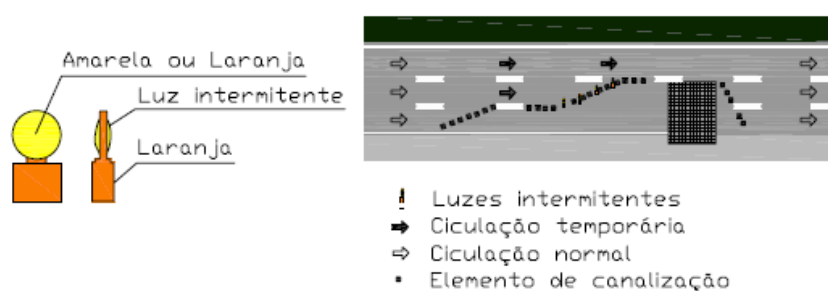 Amarela ou Laranja
Luz intermitente
Laranja
Luzes intermitentes
Ciculação temporária
Ciculação normal
Elemento de canalização